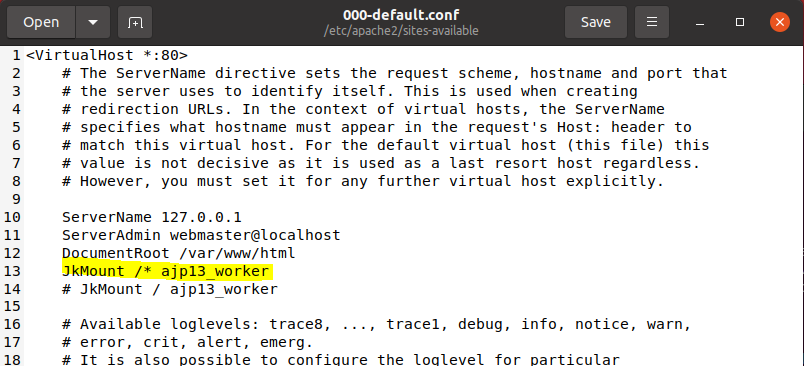 Open
000-default.conf
/etc/apache2/sites-available
Save
1 <VirtualHost *:80>
2 # The ServerName directive sets the request scheme, hostname and port that
3 # the server uses to identify itself. This is used when creating
4 # redirection URLs. In the context of virtual hosts, the ServerName
5 # specifies what hostname must appear in the request's Host: header to
6 # match this virtual host. For the default virtual host (this file) this
7 # value is not decisive as it is used as a last resort host regardless.
8 # However, you must set it for any further virtual host explicitly.
9
10 ServerName 127.0.0.1
11 ServerAdmin webmaster@localhost
12 DocumentRoot /var/www/html
13 JkMount /* ajp13_worker
14 # JkMount / ajp13_worker
15
16 # Available loglevels: trace8, ..., trace1, debug, info, notice, warn,
17 # error, crit, alert, emerg.
18 # It is also possible to configure the loglevel for particular